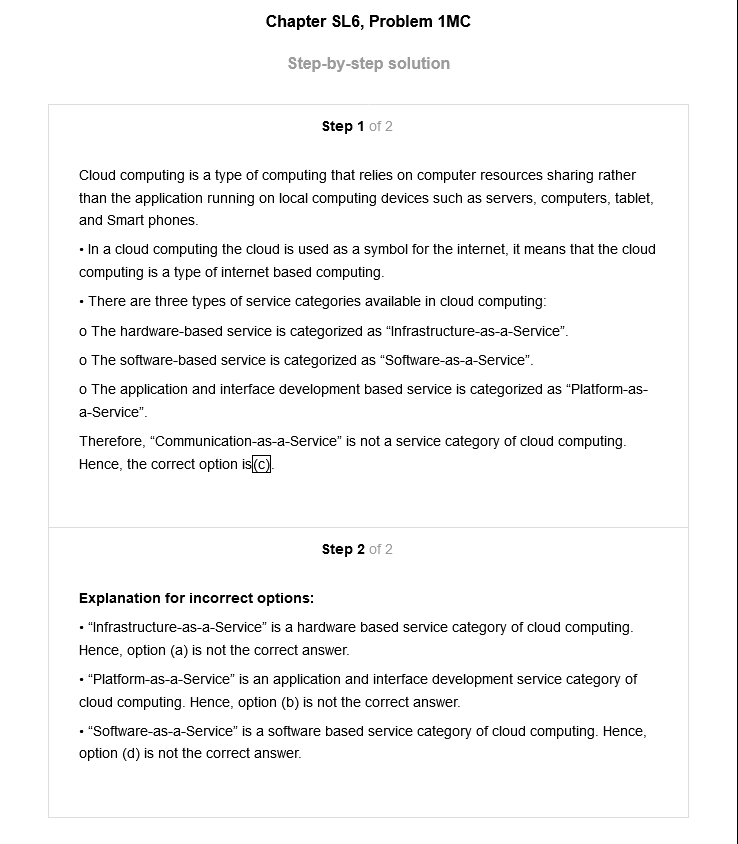 Chapter SL6, Problem 1MC
Step-by-step solution
Step 1 of 2
Cloud computing is a type of computing that relies on computer resources sharing rather
than the application running on local computing devices such as servers, computers, tablet,
and Smart phones.
• In a cloud computing the cloud is used as a symbol for the internet, it means that the cloud
computing is a type of internet based computing.
• There are three types of service categories available in cloud computing:
o The hardware-based service is categorized as “Infrastructure-as-a-Service”.
o The software-based service is categorized as “Software-as-a-Service”.
o The application and interface development based service is categorized as “Platform-as-
a-Service”.
Therefore, “Communication-as-a-Service” is not a service category of cloud computing.
Hence, the correct option is(c).
Step 2 of 2
Explanation for incorrect options:
• “Infrastructure-as-a-Service” is a hardware based service category of cloud computing.
Hence, option (a) is not the correct answer.
• “Platform-as-a-Service” is an application and interface development service category of
cloud computing. Hence, option (b) is not the correct answer.
• “Software-as-a-Service” is a software based service category of cloud computing. Hence,
option (d) is not the correct answer.